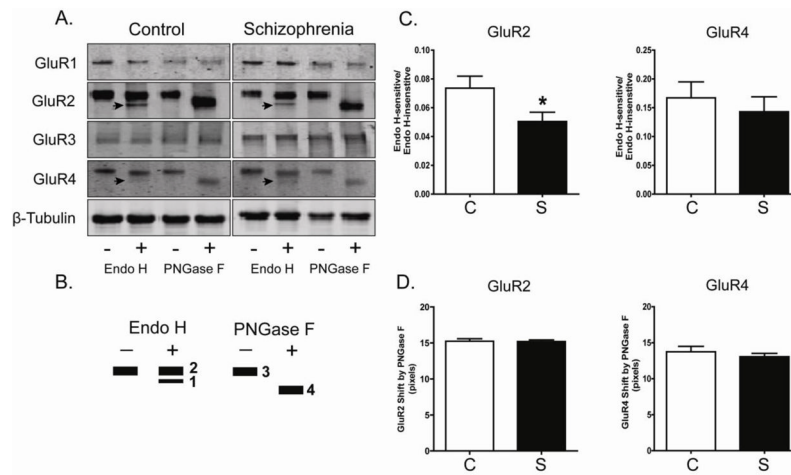 A.
Control Schizophrenia
GluR1
GluR2
GluR3
GluR4
β-Tubulin
- + - + - + - +
Endo H PNGase F Endo H PNGase F
B.
Endo H PNGase F
– + – +
2
1
3
4
C.
GluR2
Endo H-sensitive/
Endo H-insenstitve
0.10
0.08
0.06
0.04
0.02
0.00
*
C S
GluR4
Endo H-sensitive/
Endo H-insenstitve
0.25
0.20
0.15
0.10
0.05
0.00
C S
D.
GluR2
GluR2 Shift by PNGase F
(pixels)
20
15
10
5
0
C S
GluR4
GluR4 Shift by PNGase F
(pixels)
20
15
10
5
0
C S